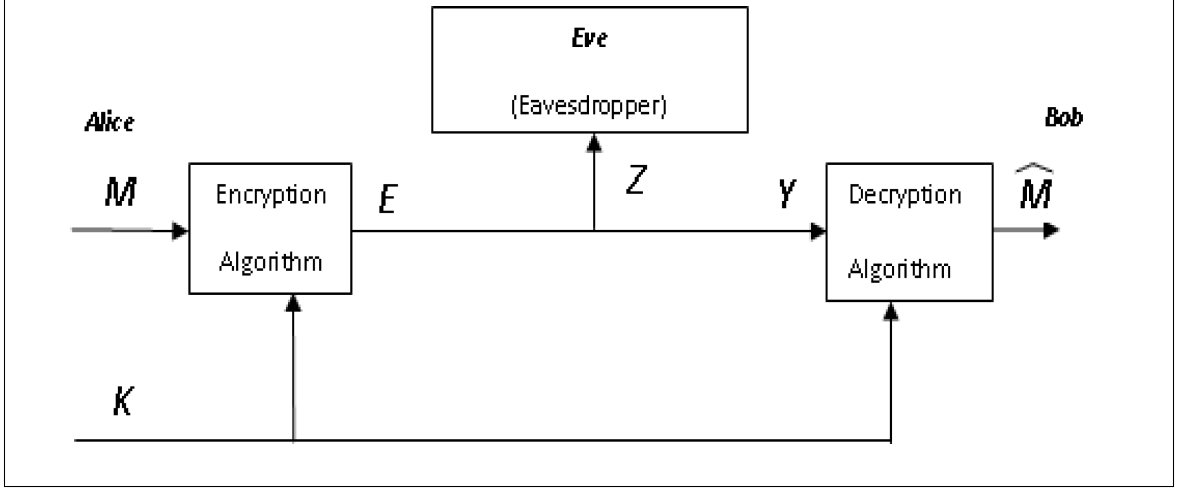 Eve
(Eavesdropper)
Alice
Bob
M
Encryption
Algorithm
E
Z
Y
Decryption
Algorithm
M̂
K